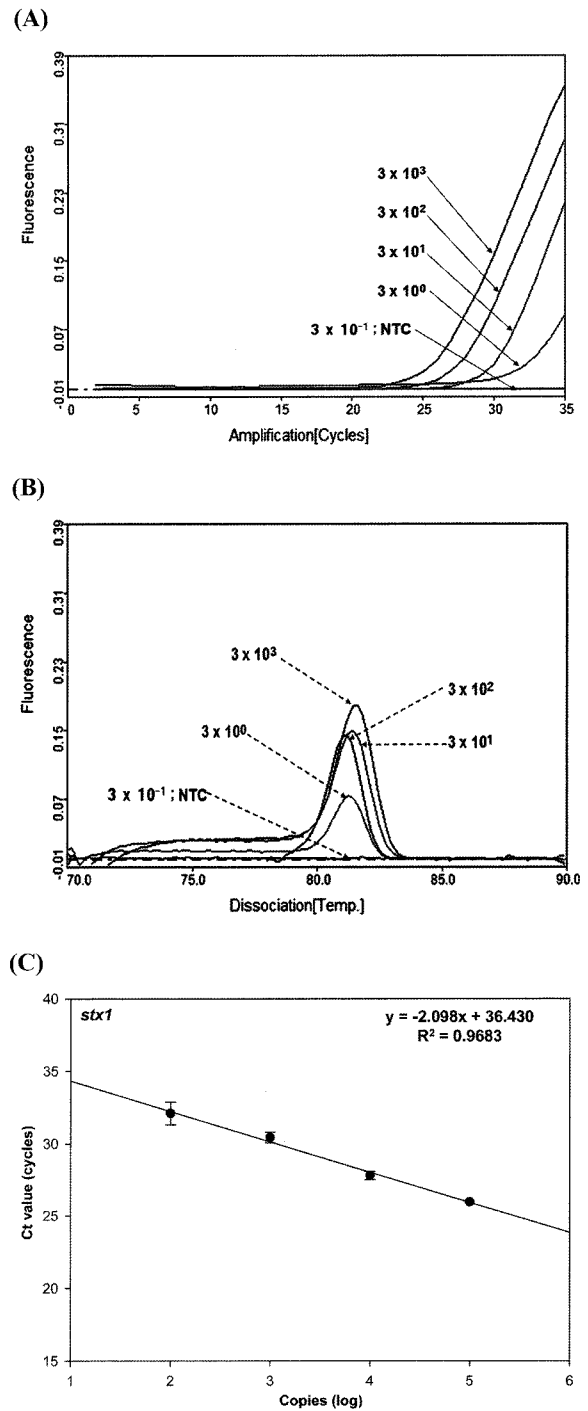 (A)
0.39
0.31
0.23
0.15
0.07
-0.01
Fluorescence
3 x 10³
3 x 10²
3 x 10¹
3 x 10⁰
3 x 10⁻¹ ; NTC
0 5 10 15 20 25 30 35
Amplification[Cycles]
(B)
0.39
0.31
0.23
0.15
0.07
-0.01
Fluorescence
3 x 10³
3 x 10²
3 x 10⁰
3 x 10¹
3 x 10⁻¹ ; NTC
70.0 75.0 80.0 85.0 90.0
Dissociation[Temp.]
(C)
stx1
y = -2.098x + 36.430
R² = 0.9683
40
35
30
25
20
15
Ct value (cycles)
1 2 3 4 5 6
Copies (log)